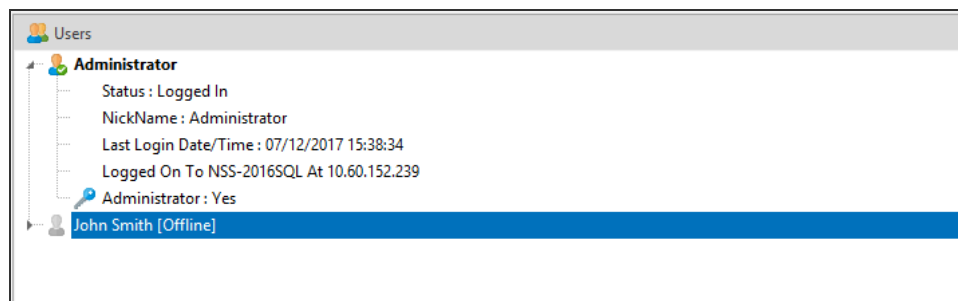 Users
Administrator
Status : Logged In
NickName : Administrator
Last Login Date/Time : 07/12/2017 15:38:34
Logged On To NSS-2016SQL At 10.60.152.239
Administrator : Yes
John Smith [Offline]